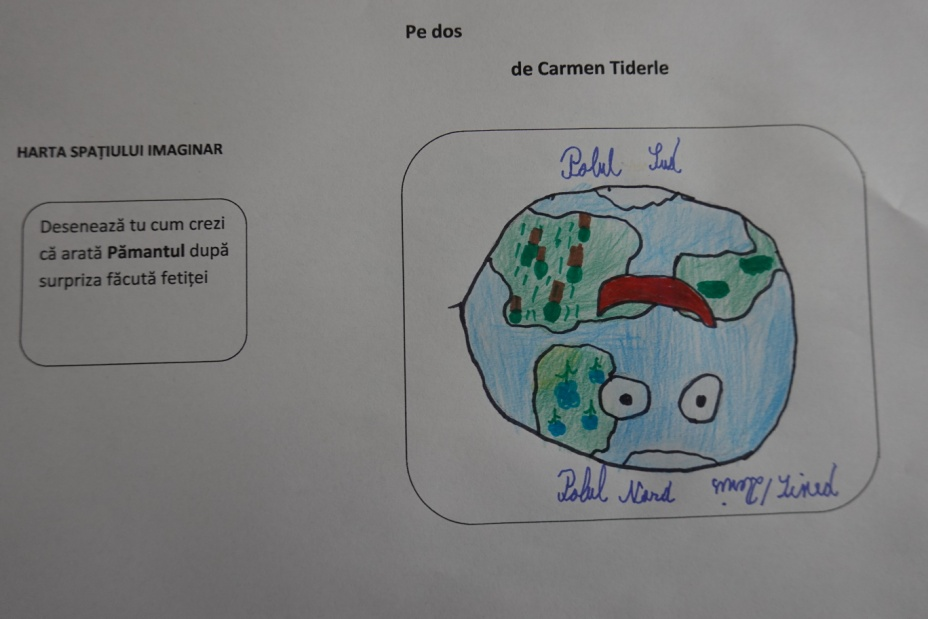 Pe dos
de Carmen Tiderle
HARTA SPAȚIULUI IMAGINAR
Desenează tu cum crezi
că arată Pămantul după
surpriza făcută fetiței
Polul Sud
Polul Nord